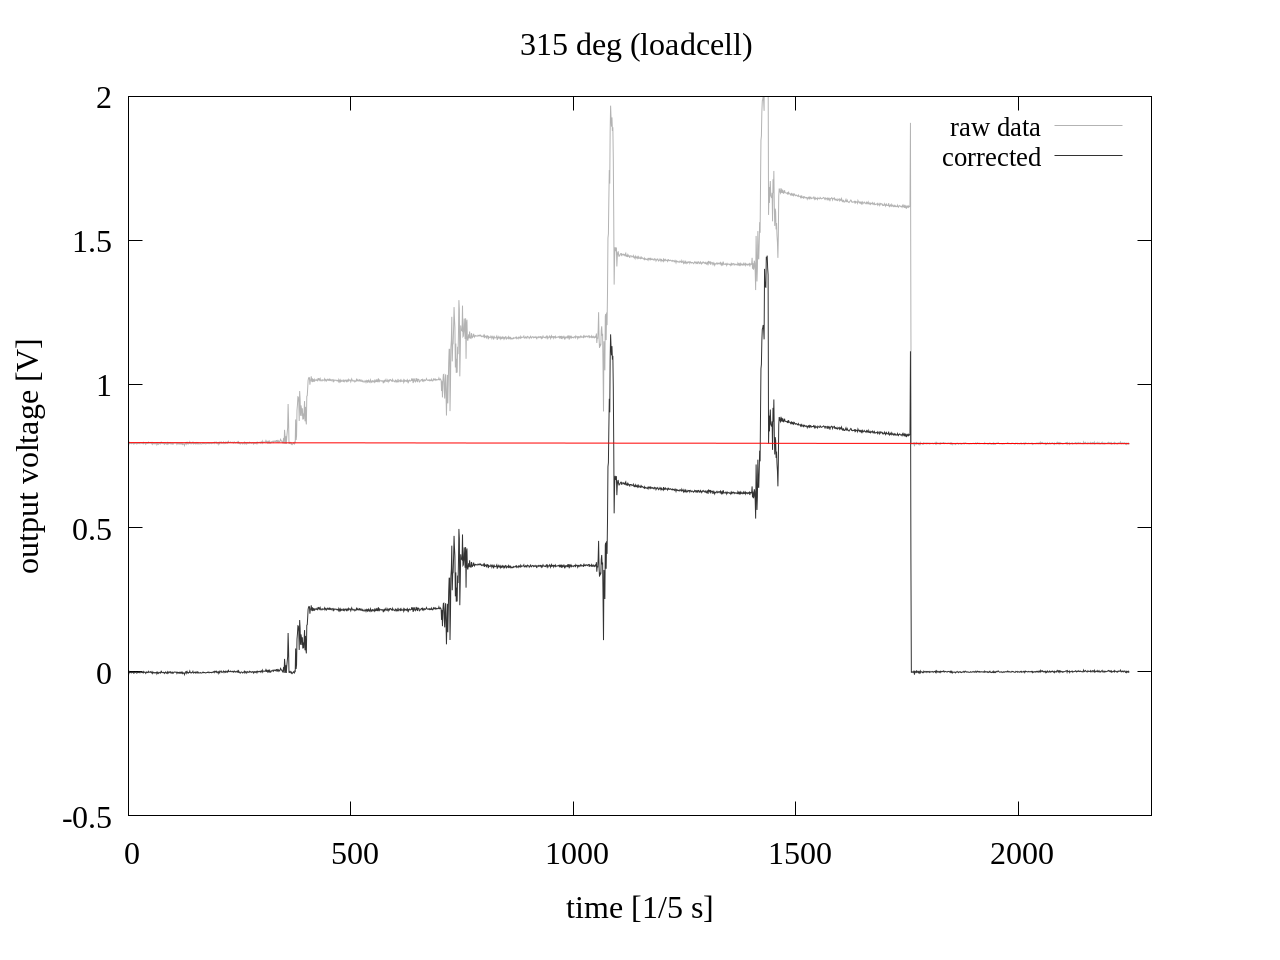 315 deg (loadcell)
2
1.5
1
0.5
0
-0.5
output voltage [V]
raw data
corrected
0 500 1000 1500 2000
time [1/5 s]